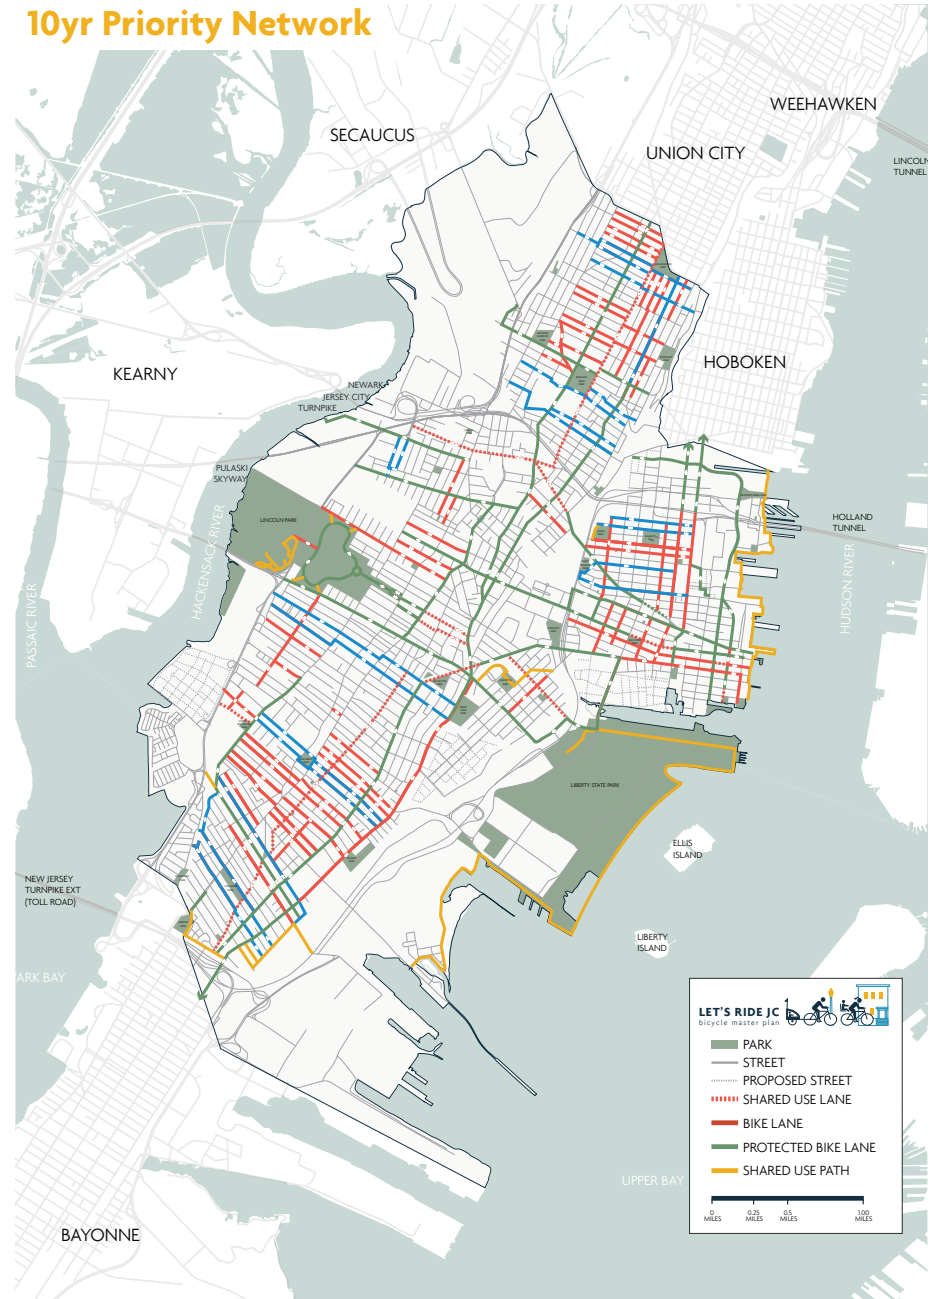 10yr Priority Network
WEEHAWKEN
SECAUCUS
UNION CITY
LINCOLN
TUNNEL
HOBOKEN
KEARNY
NEWARK
JERSEY CITY
TURNPIKE
PULASKI
SKYWAY
LINCOLN PARK
HOLLAND
TUNNEL
HACKENSACK RIVER
PASSAIC RIVER
HUDSON RIVER
LIBERTY STATE PARK
ELLIS
ISLAND
NEW JERSEY
TURNPIKE EXT
(TOLL ROAD)
LIBERTY
ISLAND
ARK BAY
LET'S RIDE JC
bicycle master plan
PARK
STREET
PROPOSED STREET
SHARED USE LANE
BIKE LANE
PROTECTED BIKE LANE
SHARED USE PATH
0 0.25 0.5 1.00
MILES MILES MILES MILES
UPPER BAY
BAYONNE